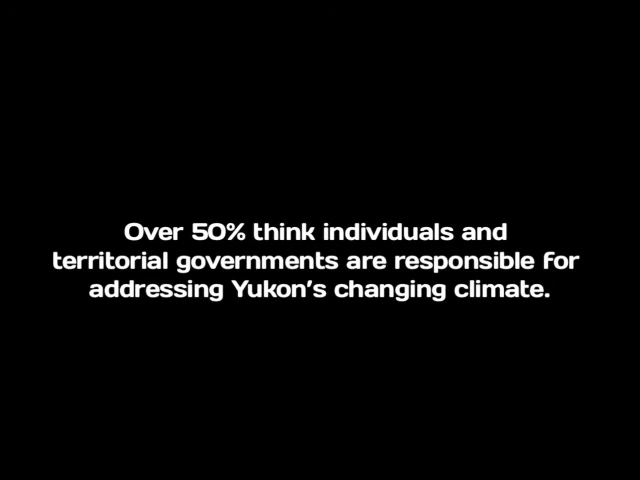 Over 50% think individuals and
territorial governments are responsible for
addressing Yukon's changing climate.